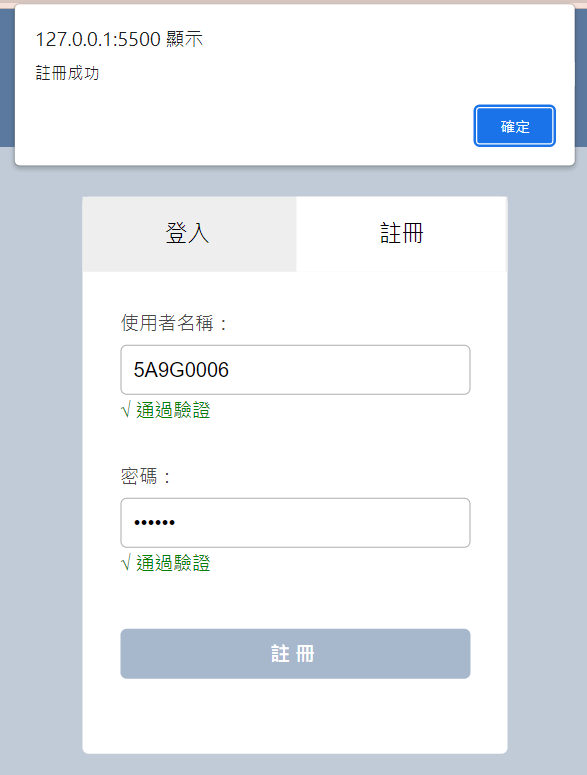 127.0.0.1:5500 顯示
註冊成功
確定
登入
註冊
使用者名稱：
5A9G0006
√ 通過驗證
密碼：
••••••
√ 通過驗證
註 冊